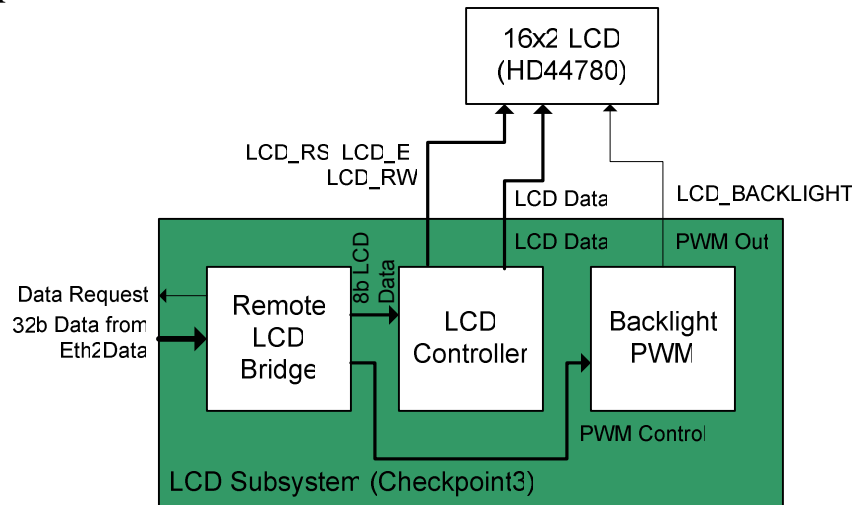 16x2 LCD
(HD44780)
LCD_RS LCD_E
LCD_RW
LCD Data
LCD_BACKLIGHT
LCD Data
PWM Out
Data Request
32b Data from
Eth2Data
Remote
LCD
Bridge
8b LCD
Data
LCD
Controller
Backlight
PWM
PWM Control
LCD Subsystem (Checkpoint3)